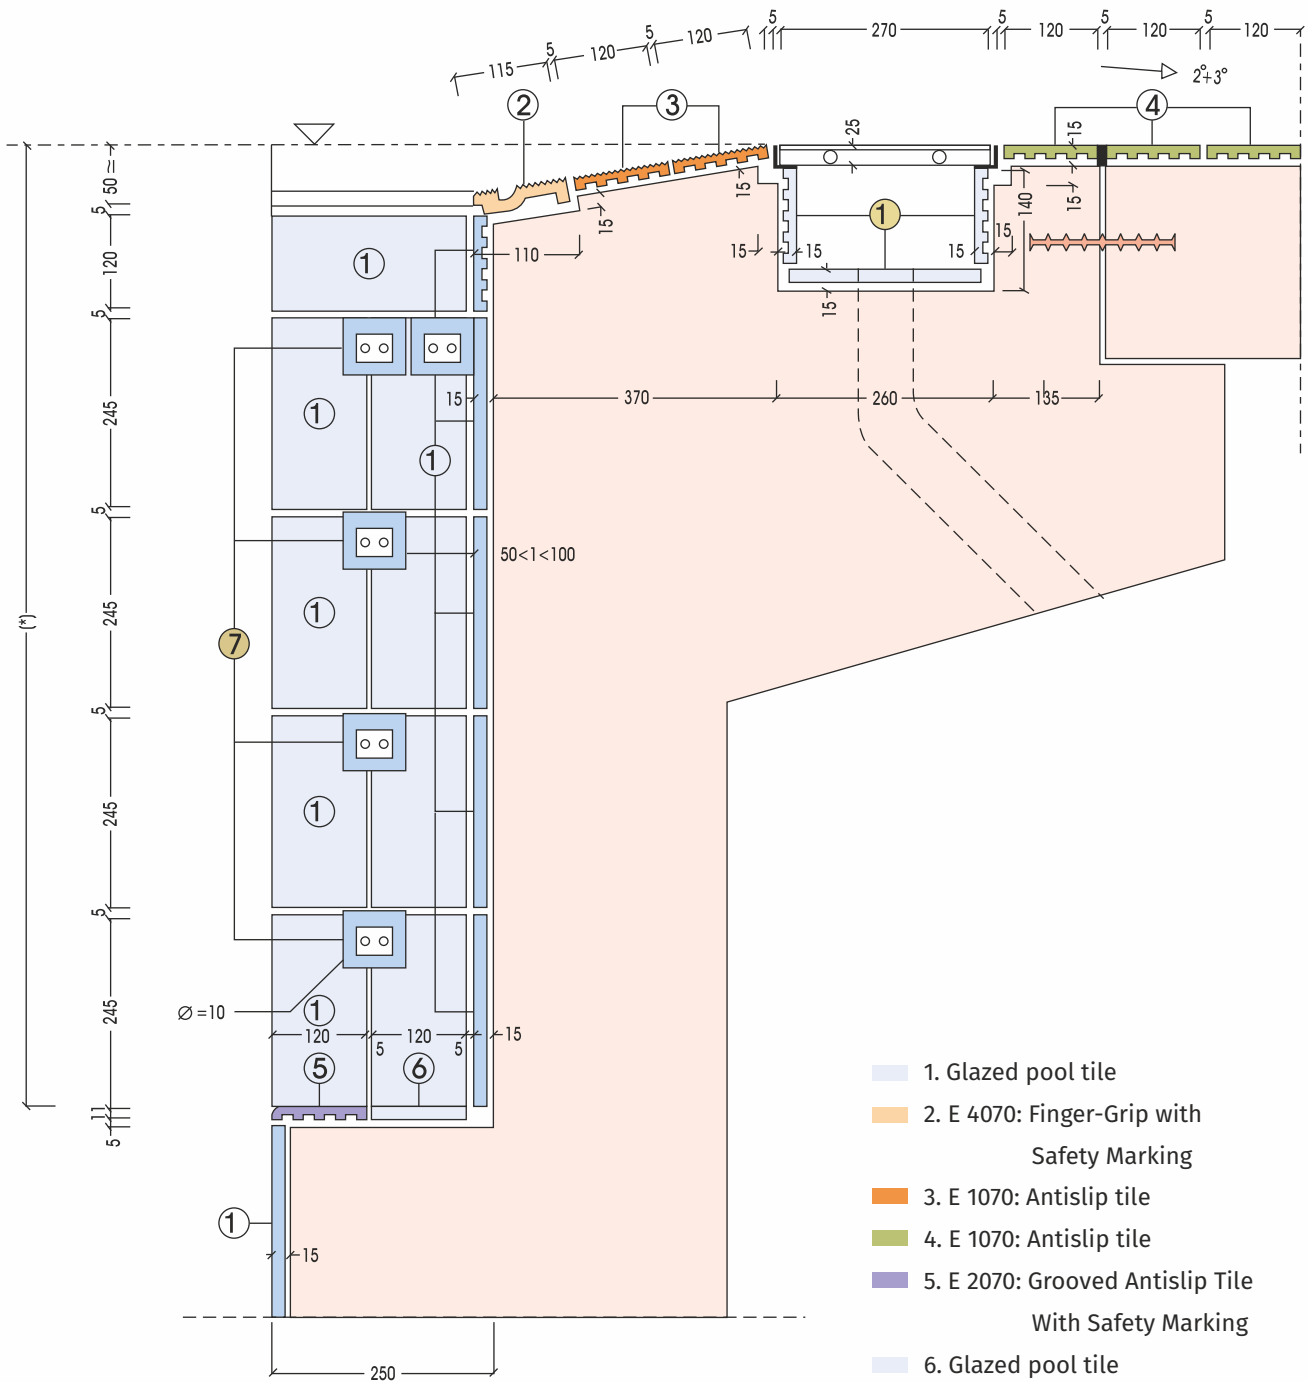 5 270 5 5 5
120 120 120
5 120
5 120
115
2°+3°
2 3 4
25 15
50 ≈
15 15 15 140
5
1 1
15
110 15 15 15
120
15
5
245 1 15 370 260 135
1
5
50<1<100
(*) 245 1
7
5
245 1
5
245 1
Ø =10
120 120 15
5 5
5 6
11
5
1
15
250
1. Glazed pool tile
2. E 4070: Finger-Grip with
Safety Marking
3. E 1070: Antislip tile
4. E 1070: Antislip tile
5. E 2070: Grooved Antislip Tile
With Safety Marking
6. Glazed pool tile